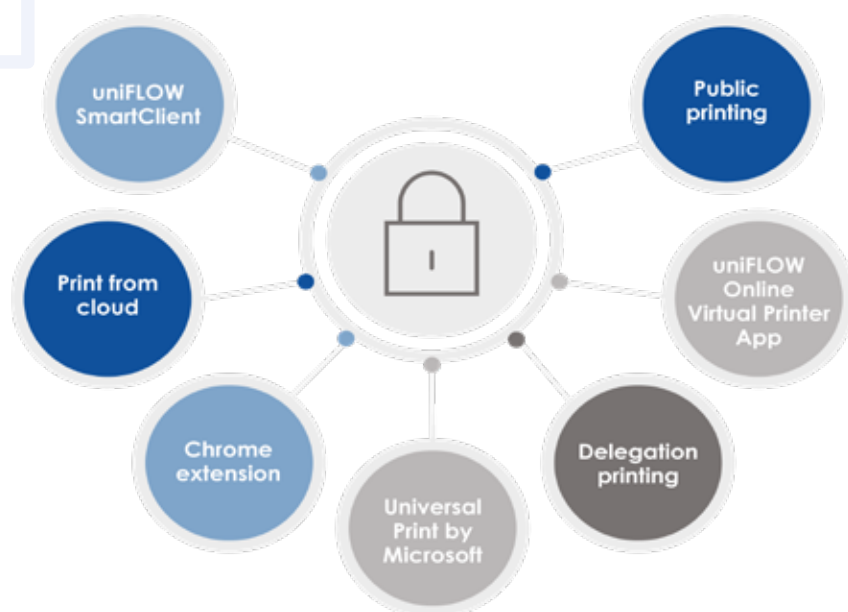 uniFLOW
SmartClient
Public
printing
Print from
cloud
uniFLOW
Online
Virtual Printer
App
Chrome
extension
Delegation
printing
Universal
Print by
Microsoft